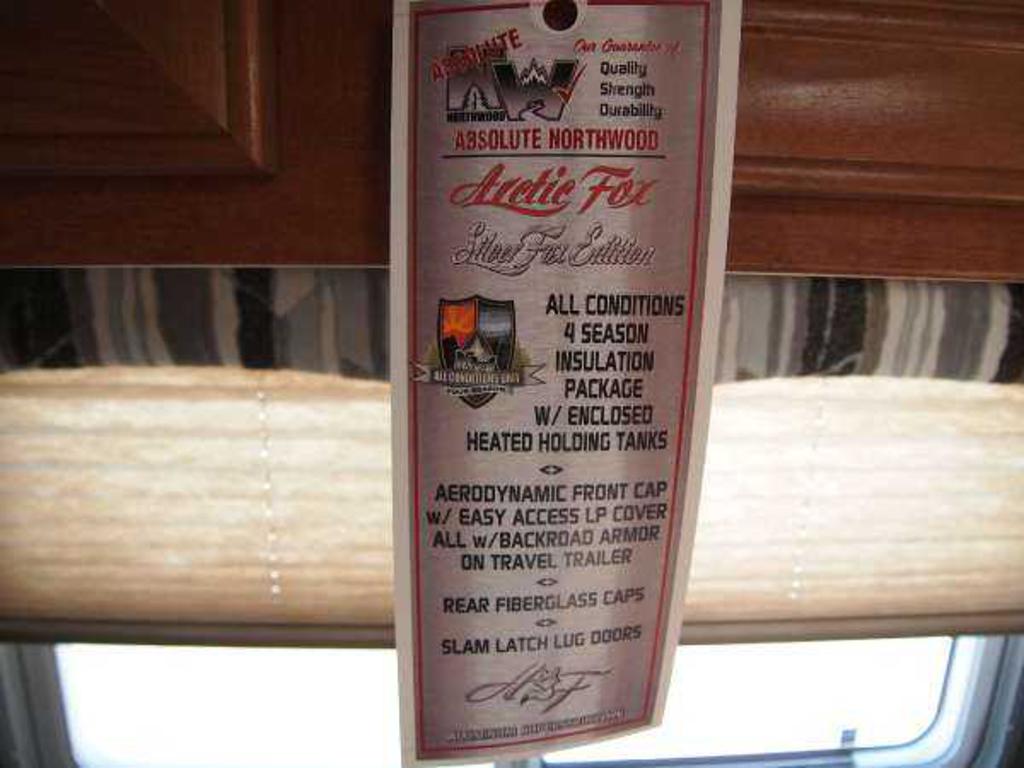 ABSOLUTE
NORTHWOOD
Our Guarantee of
Quality
Strength
Durability
ABSOLUTE NORTHWOOD
Arctic Fox
Silver Fox Edition
ALL CONDITIONS
4 SEASON
INSULATION
PACKAGE
W/ ENCLOSED
HEATED HOLDING TANKS
<>
AERODYNAMIC FRONT CAP
W/ EASY ACCESS LP COVER
ALL w/BACKROAD ARMOR
ON TRAVEL TRAILER
<>
REAR FIBERGLASS CAPS
<>
SLAM LATCH LUG DOORS